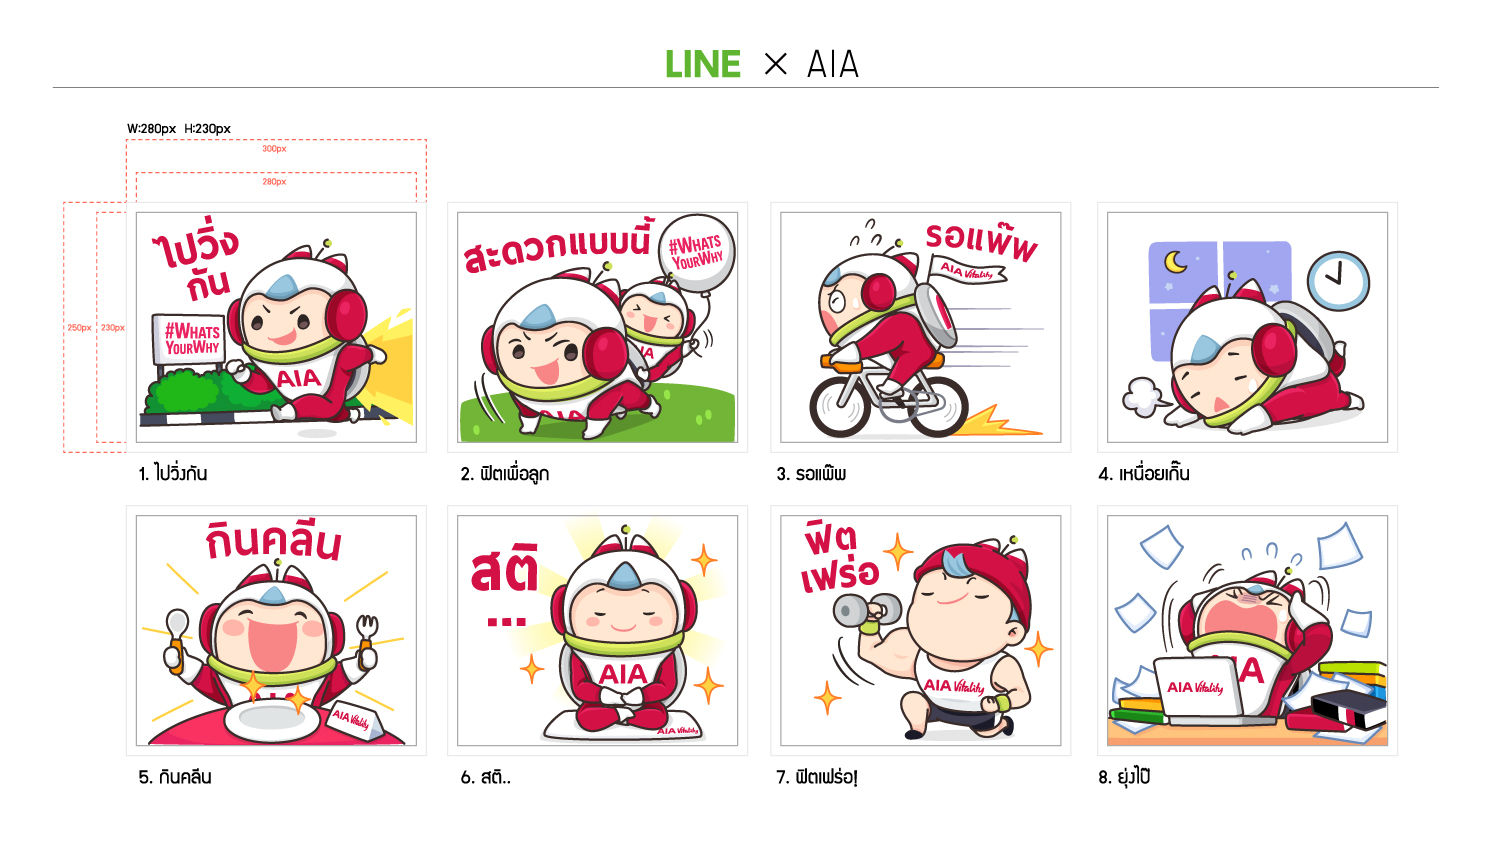 LINE × AIA
W:280px H:230px
300px
280px
250px
230px
ไปวิ่ง
กัน
#WHATS
YOURWHY
AIA
1. ไปวิ่งกัน
สะดวกแบบนี้
#WHATS
YOURWHY
IA
AIA
2. ฟิตเพื่อลูก
รอแพ๊พ
AIA Vitality
3. รอแพ๊พ
4. เหนื่อยเกิ๊น
กินคลีน
AIA
AIA Vitality
5. กินคลีน
สติ
...
AIA
AIA Vitality
6. สติ..
ฟิต
เฟร่อ
AIA Vitality
7. ฟิตเฟร่อ!
IA
AIA Vitality
8. ยุ่งไป๊